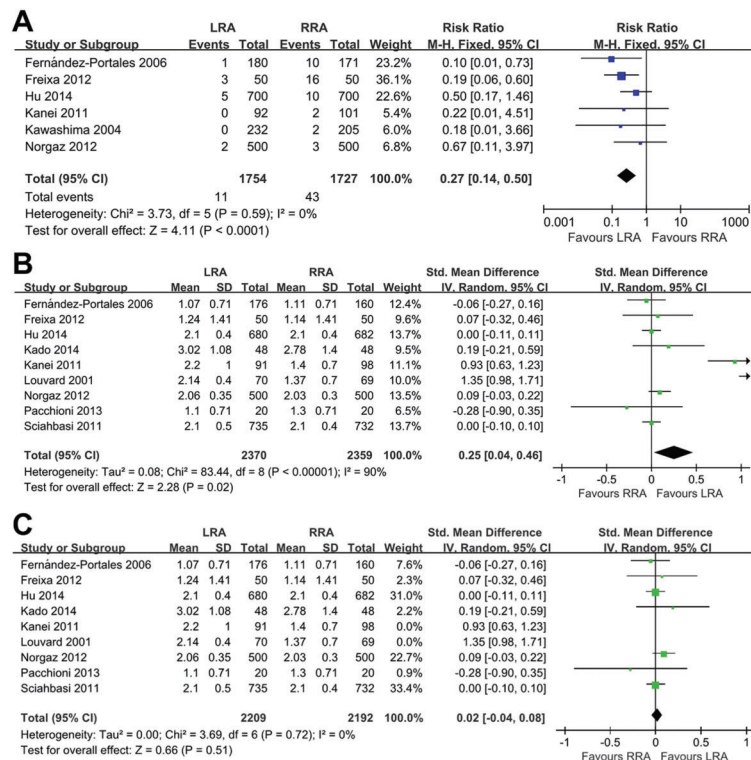 A
LRA RRA Risk Ratio Risk Ratio
Study or Subgroup Events Total Events Total Weight M-H, Fixed, 95% CI M-H, Fixed, 95% CI
Fernández-Portales 2006 1 180 10 171 23.2% 0.10 [0.01, 0.73]
Freixa 2012 3 50 16 50 36.1% 0.19 [0.06, 0.60]
Hu 2014 5 700 10 700 22.6% 0.50 [0.17, 1.46]
Kanei 2011 0 92 2 101 5.4% 0.22 [0.01, 4.51]
Kawashima 2004 0 232 2 205 6.0% 0.18 [0.01, 3.66]
Norgaz 2012 2 500 3 500 6.8% 0.67 [0.11, 3.97]
Total (95% CI) 1754 1727 100.0% 0.27 [0.14, 0.50]
Total events 11 43
Heterogeneity: Chi² = 3.73, df = 5 (P = 0.59); I² = 0%
Test for overall effect: Z = 4.11 (P < 0.0001)
0.001 0.1 1 10 1000
Favours LRA Favours RRA
B
LRA RRA Std. Mean Difference Std. Mean Difference
Study or Subgroup Mean SD Total Mean SD Total Weight IV. Random, 95% CI IV. Random, 95% CI
Fernández-Portales 2006 1.07 0.71 176 1.11 0.71 160 12.4% -0.06 [-0.27, 0.16]
Freixa 2012 1.24 1.41 50 1.14 1.41 50 9.6% 0.07 [-0.32, 0.46]
Hu 2014 2.1 0.4 680 2.1 0.4 682 13.7% 0.00 [-0.11, 0.11]
Kado 2014 3.02 1.08 48 2.78 1.4 48 9.5% 0.19 [-0.21, 0.59]
Kanei 2011 2.2 1 91 1.4 0.7 98 11.1% 0.93 [0.63, 1.23]
Louvard 2001 2.14 0.4 70 1.37 0.7 69 10.0% 1.35 [0.98, 1.71]
Norgaz 2012 2.06 0.35 500 2.03 0.3 500 13.5% 0.09 [-0.03, 0.22]
Pacchioni 2013 1.1 0.71 20 1.3 0.71 20 6.4% -0.28 [-0.90, 0.35]
Sciahbasi 2011 2.1 0.5 735 2.1 0.4 732 13.8% 0.00 [-0.10, 0.10]
Total (95% CI) 2370 2359 100.0% 0.25 [0.04, 0.46]
Heterogeneity: Tau² = 0.08; Chi² = 83.44, df = 8 (P < 0.00001); I² = 90%
Test for overall effect: Z = 2.28 (P = 0.02)
-1 -0.5 0 0.5 1
Favours RRA Favours LRA
C
LRA RRA Std. Mean Difference Std. Mean Difference
Study or Subgroup Mean SD Total Mean SD Total Weight IV. Random, 95% CI IV. Random, 95% CI
Fernández-Portales 2006 1.07 0.71 176 1.11 0.71 160 7.6% -0.06 [-0.27, 0.16]
Freixa 2012 1.24 1.41 50 1.14 1.41 50 2.3% 0.07 [-0.32, 0.46]
Hu 2014 2.1 0.4 680 2.1 0.4 682 31.0% 0.00 [-0.11, 0.11]
Kado 2014 3.02 1.08 48 2.78 1.4 48 2.2% 0.19 [-0.21, 0.59]
Kanei 2011 2.2 1 91 1.4 0.7 98 0.0% 0.93 [0.63, 1.23]
Louvard 2001 2.14 0.4 70 1.37 0.7 69 0.0% 1.35 [0.98, 1.71]
Norgaz 2012 2.06 0.35 500 2.03 0.3 500 22.7% 0.09 [-0.03, 0.22]
Pacchioni 2013 1.1 0.71 20 1.3 0.71 20 0.9% -0.28 [-0.90, 0.35]
Sciahbasi 2011 2.1 0.5 735 2.1 0.4 732 33.4% 0.00 [-0.10, 0.10]
Total (95% CI) 2209 2192 100.0% 0.02 [-0.04, 0.08]
Heterogeneity: Tau² = 0.00; Chi² = 3.69, df = 6 (P = 0.72); I² = 0%
Test for overall effect: Z = 0.66 (P = 0.51)
-1 -0.5 0 0.5 1
Favours RRA Favours LRA